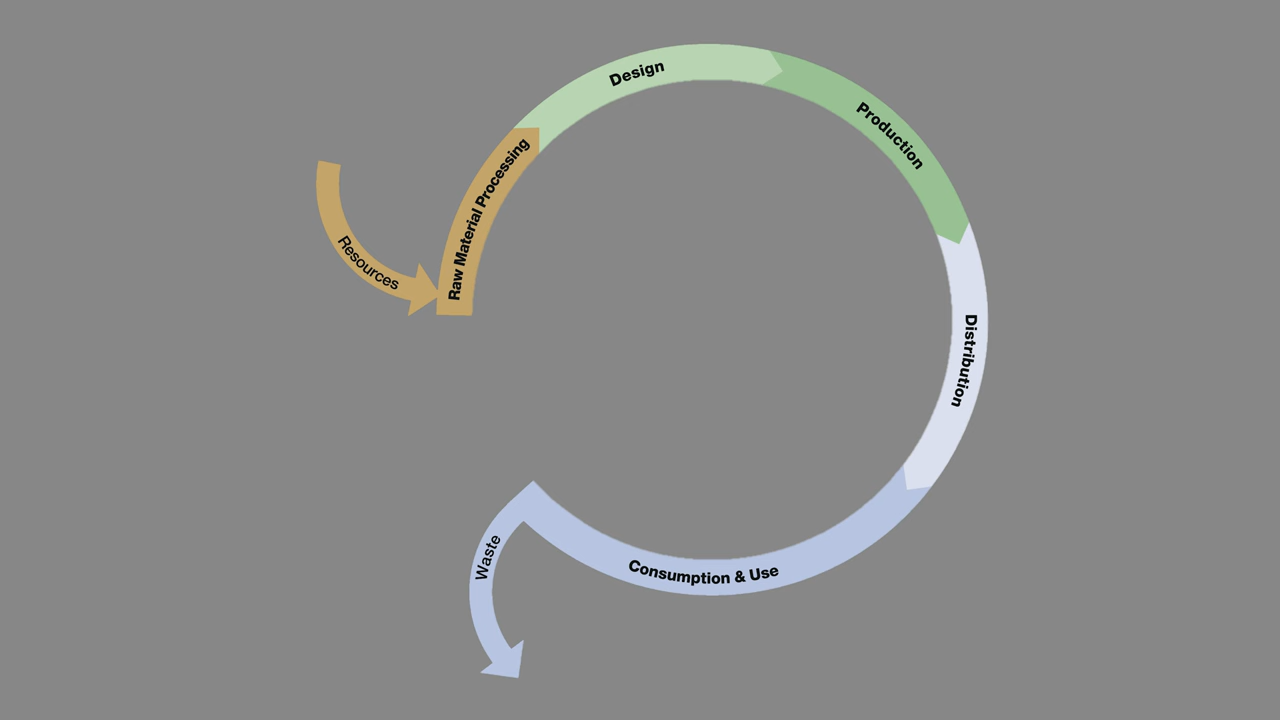 Resources
Raw Material Processing
Design
Production
Distribution
Consumption & Use
Waste